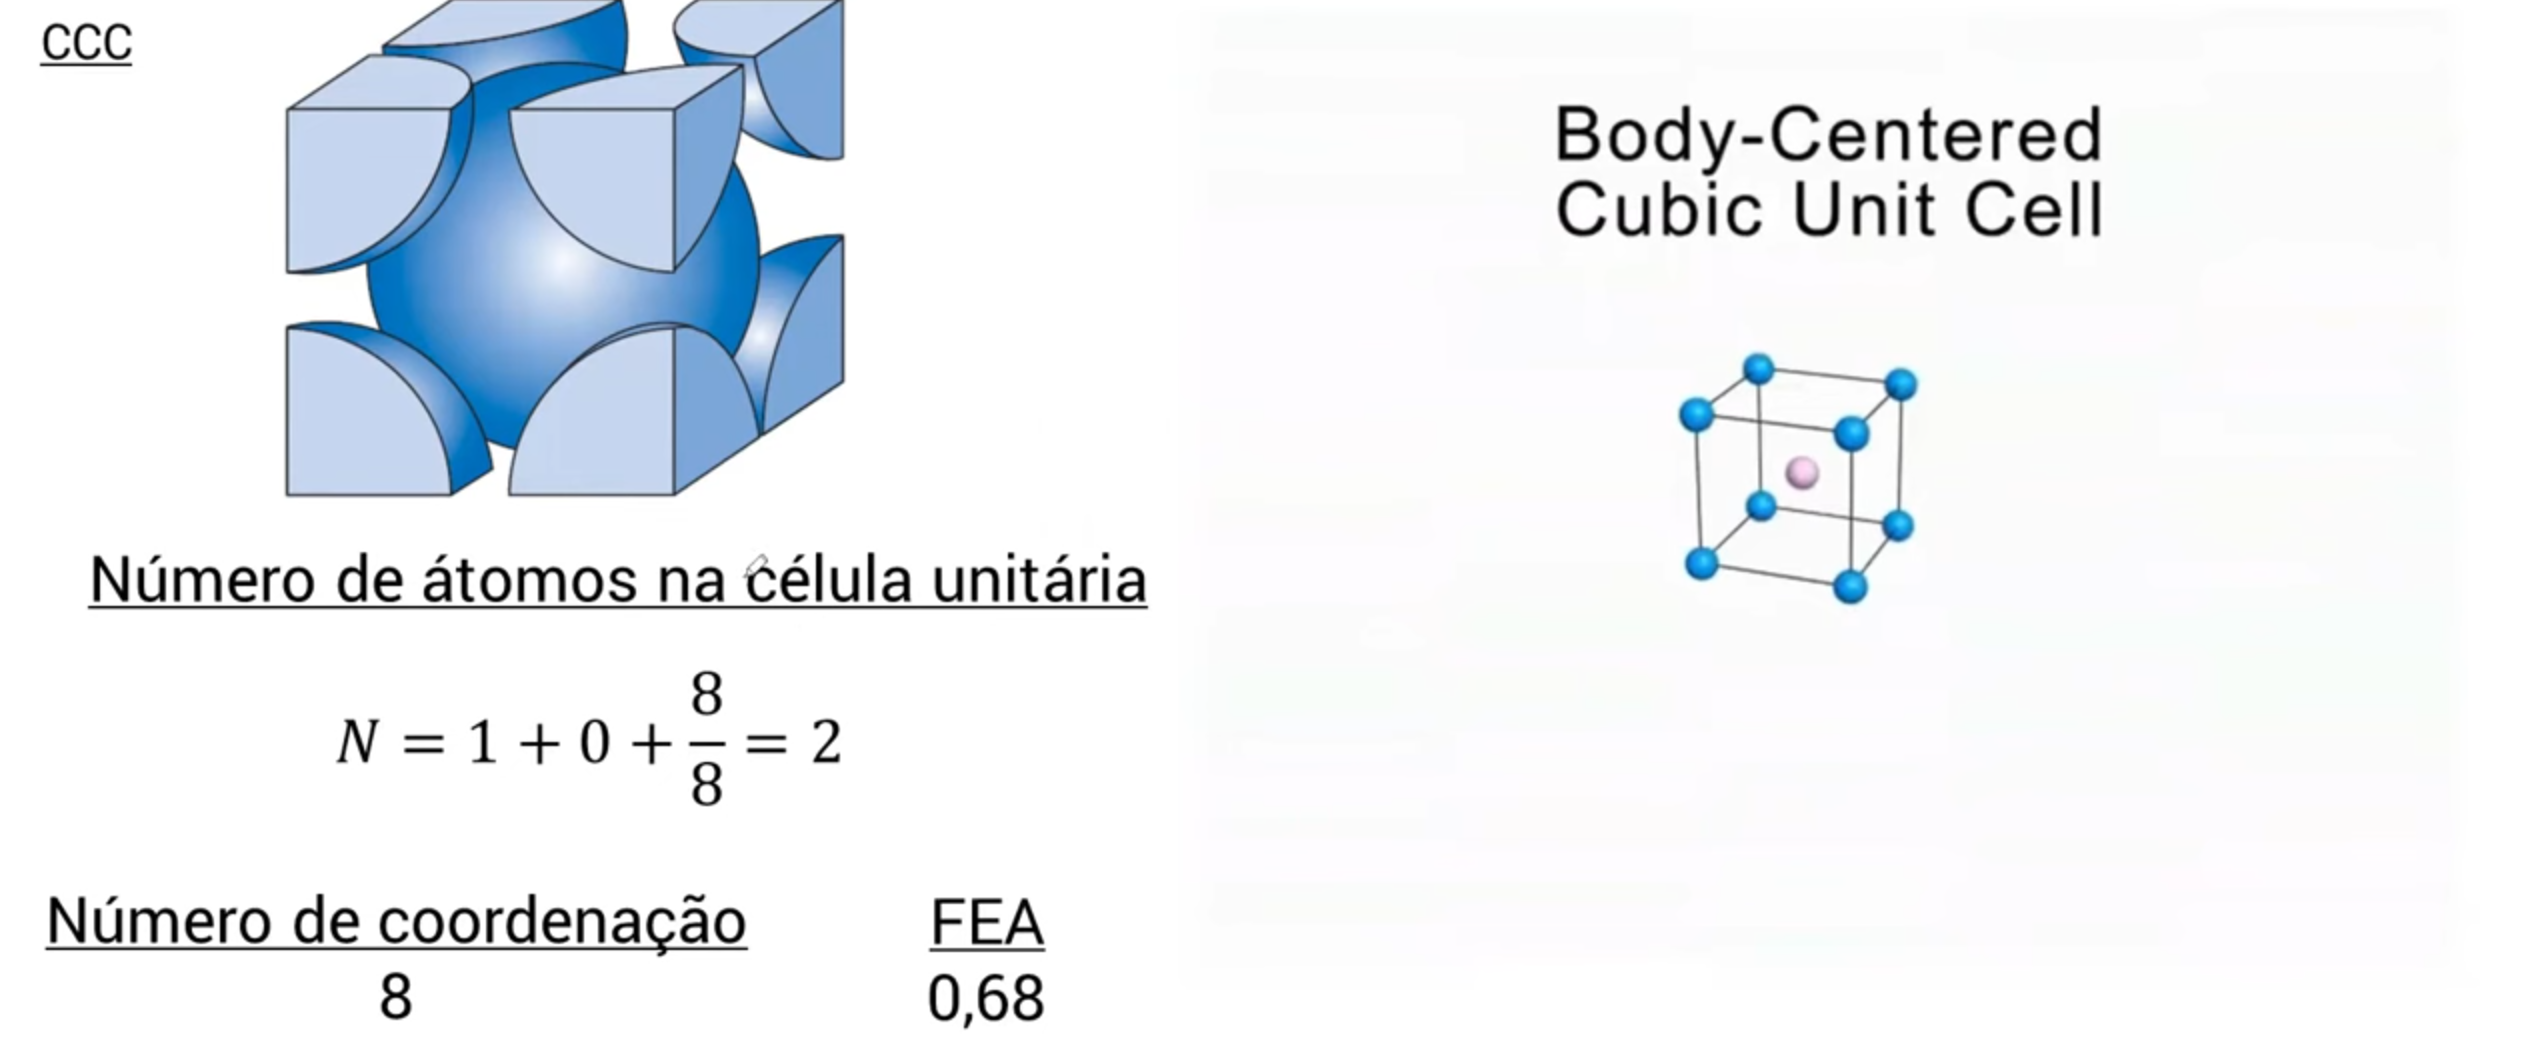 CCC
Body-Centered
Cubic Unit Cell
Número de átomos na célula unitária
N = 1 + 0 + 8/8 = 2
Número de coordenação
8
FEA
0,68